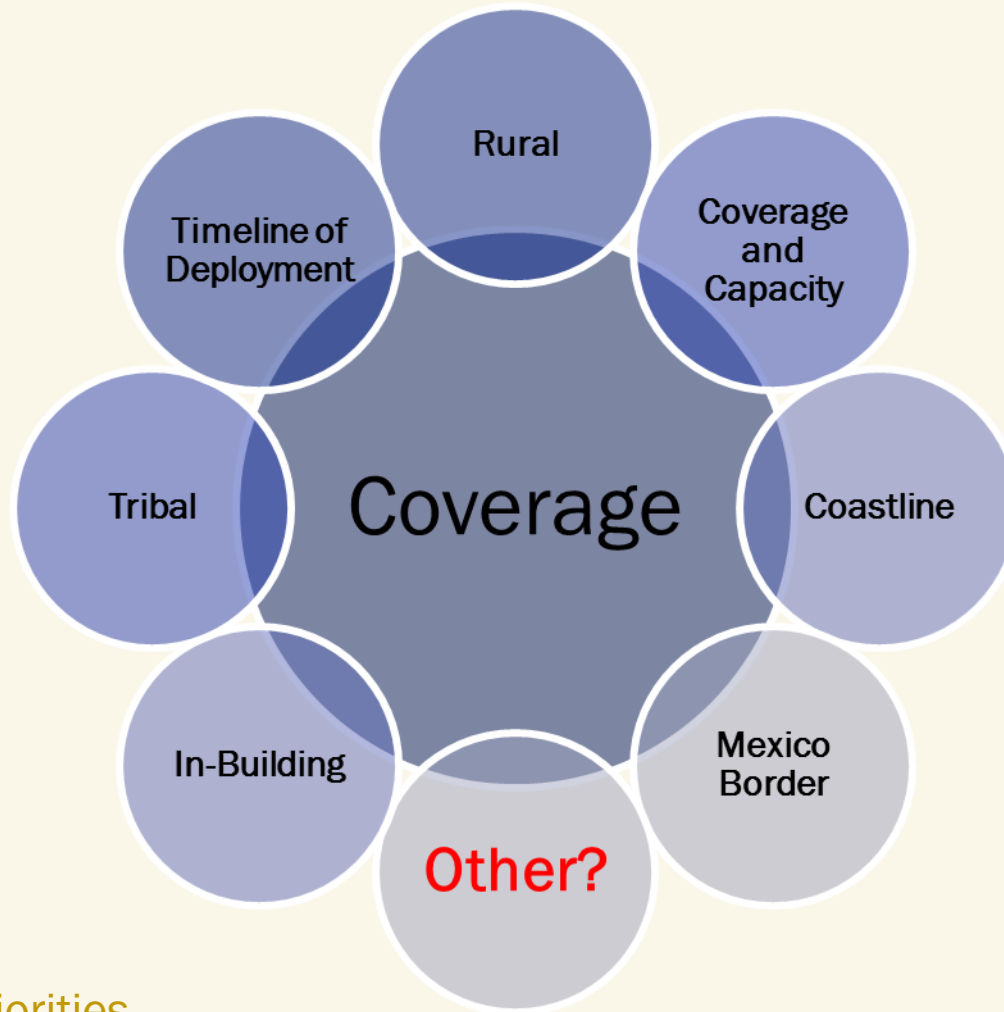 Rural
Coverage
and
Capacity
Timeline of
Deployment
Tribal
Coverage
Coastline
In-Building
Mexico
Border
Other?